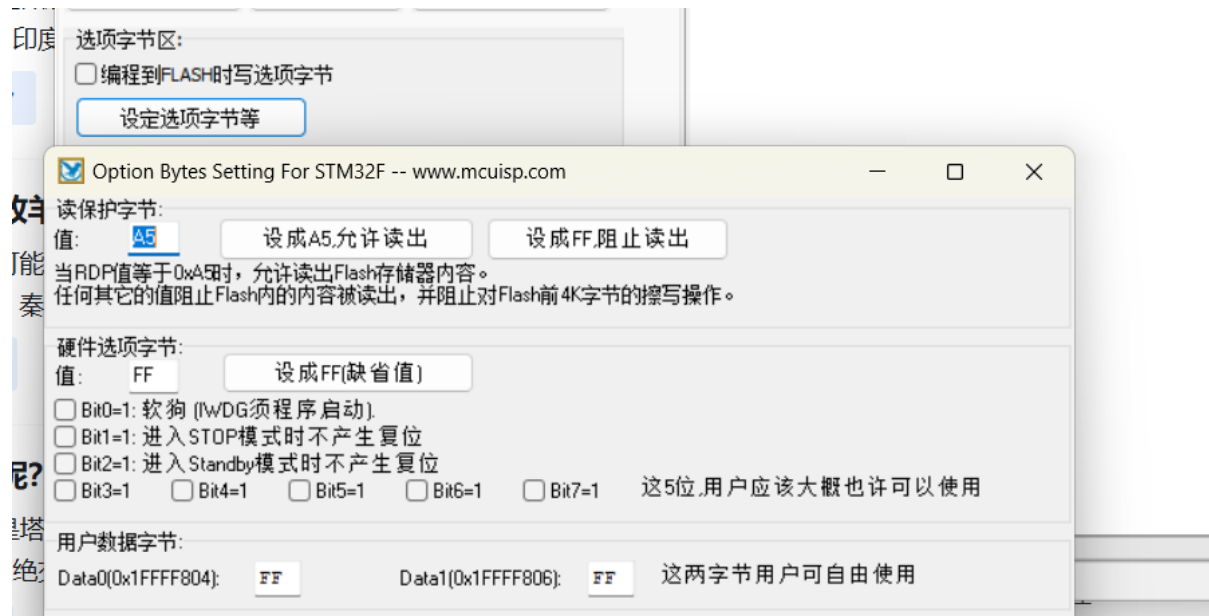 印度
选项字节区:
编程到FLASH时写选项字节
设定选项字节等
Option Bytes Setting For STM32F -- www.mcuisp.com
读保护字节:
值: A5 设成A5,允许读出 设成FF,阻止读出
当RDP值等于0xA5时，允许读出Flash存储器内容。
任何其它的值阻止Flash内的内容被读出，并阻止对Flash前4K字节的擦写操作。
秦
硬件选项字节:
值: FF 设成FF(缺省值)
Bit0=1: 软狗 (IWDG须程序启动).
Bit1=1: 进入STOP模式时不产生复位
Bit2=1: 进入Standby模式时不产生复位
呢?
Bit3=1 Bit4=1 Bit5=1 Bit6=1 Bit7=1 这5位,用户应该大概也许可以使用
用户数据字节:
Data0(0x1FFFF804): FF Data1(0x1FFFF806): FF 这两字节用户可自由使用